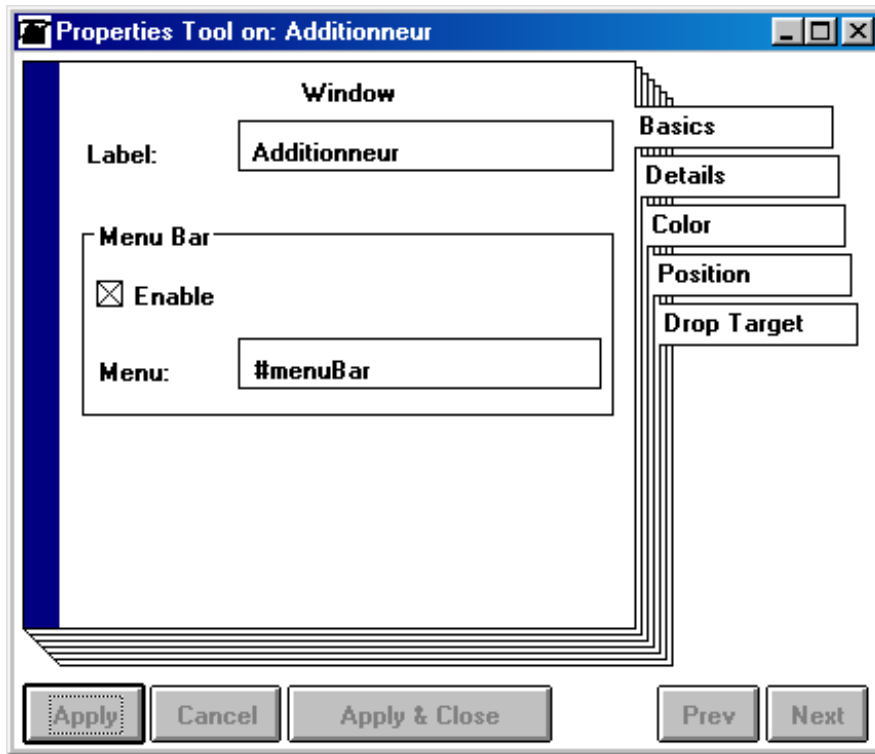 Properties Tool on: Additionneur
Window
Label: Additionneur
Menu Bar
Enable
Menu: #menuBar
Basics
Details
Color
Position
Drop Target
Apply Cancel Apply & Close Prev Next